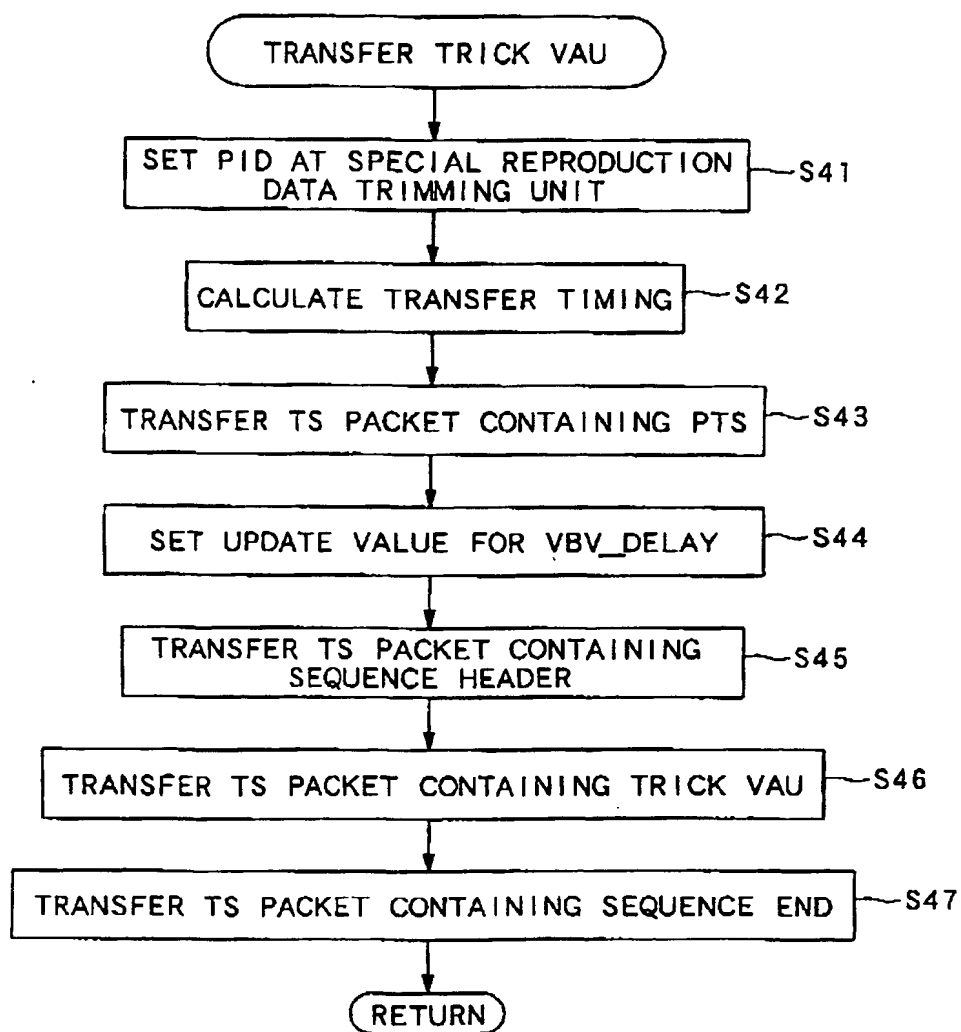 TRANSFER TRICK VAU
SET PID AT SPECIAL REPRODUCTION
DATA TRIMMING UNIT
S41
CALCULATE TRANSFER TIMING
S42
TRANSFER TS PACKET CONTAINING PTS
S43
SET UPDATE VALUE FOR VBV_DELAY
S44
TRANSFER TS PACKET CONTAINING
SEQUENCE HEADER
S45
TRANSFER TS PACKET CONTAINING TRICK VAU
S46
TRANSFER TS PACKET CONTAINING SEQUENCE END
S47
RETURN